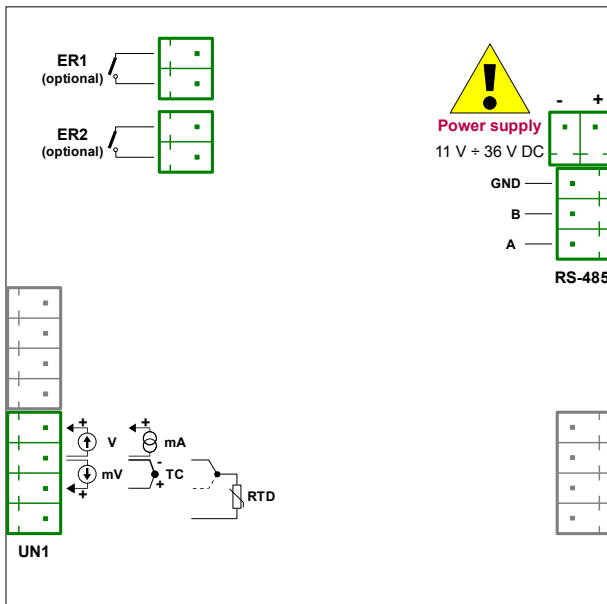 ER1
(optional)
ER2
(optional)
- +
Power supply
11 V ÷ 36 V DC
GND
B
A
RS-485
+ V
+ mA
mV +
- TC +
RTD
UN1